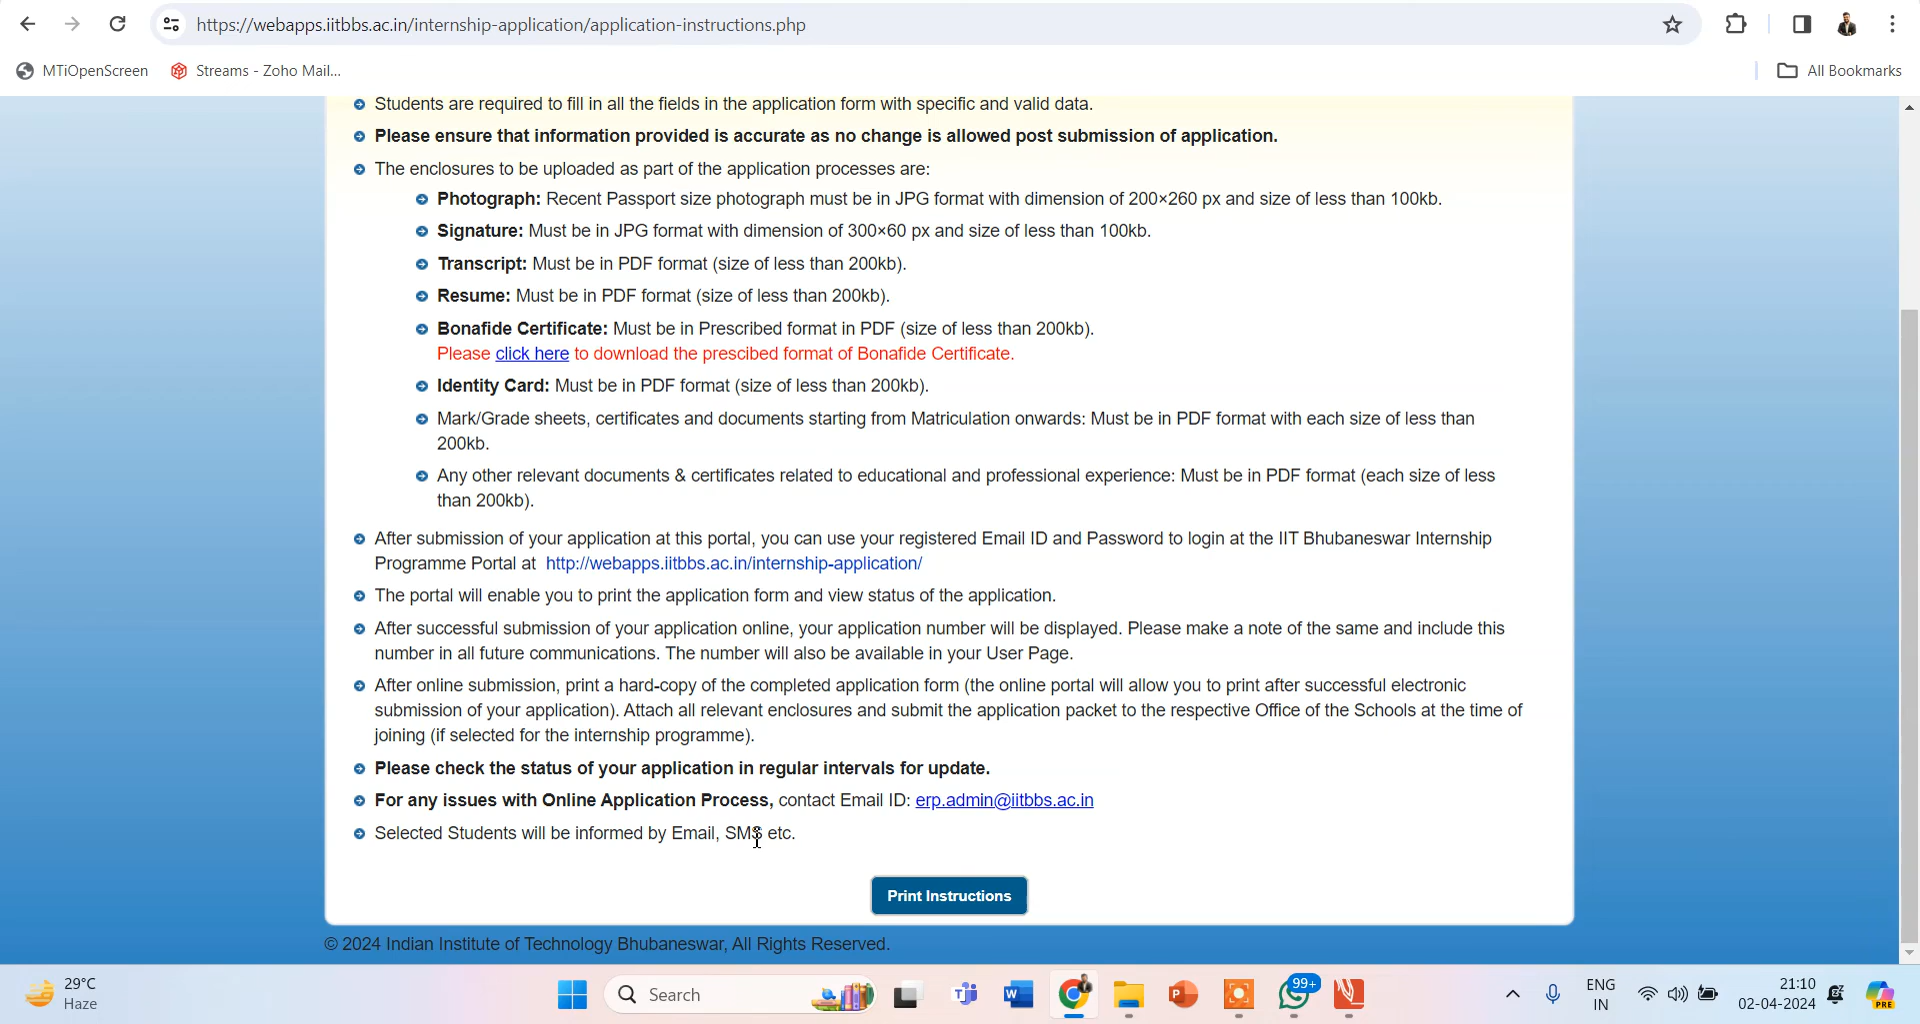 https://webapps.iitbbs.ac.in/internship-application/application-instructions.php
MTiOpenScreen
Streams - Zoho Mail...
All Bookmarks
Students are required to fill in all the fields in the application form with specific and valid data.
Please ensure that information provided is accurate as no change is allowed post submission of application.
The enclosures to be uploaded as part of the application processes are:
Photograph: Recent Passport size photograph must be in JPG format with dimension of 200×260 px and size of less than 100kb.
Signature: Must be in JPG format with dimension of 300×60 px and size of less than 100kb.
Transcript: Must be in PDF format (size of less than 200kb).
Resume: Must be in PDF format (size of less than 200kb).
Bonafide Certificate: Must be in Prescribed format in PDF (size of less than 200kb).
Please click here to download the prescibed format of Bonafide Certificate.
Identity Card: Must be in PDF format (size of less than 200kb).
Mark/Grade sheets, certificates and documents starting from Matriculation onwards: Must be in PDF format with each size of less than
200kb.
Any other relevant documents & certificates related to educational and professional experience: Must be in PDF format (each size of less
than 200kb).
After submission of your application at this portal, you can use your registered Email ID and Password to login at the IIT Bhubaneswar Internship
Programme Portal at http://webapps.iitbbs.ac.in/internship-application/
The portal will enable you to print the application form and view status of the application.
After successful submission of your application online, your application number will be displayed. Please make a note of the same and include this
number in all future communications. The number will also be available in your User Page.
After online submission, print a hard-copy of the completed application form (the online portal will allow you to print after successful electronic
submission of your application). Attach all relevant enclosures and submit the application packet to the respective Office of the Schools at the time of
joining (if selected for the internship programme).
Please check the status of your application in regular intervals for update.
For any issues with Online Application Process, contact Email ID: erp.admin@iitbbs.ac.in
Selected Students will be informed by Email, SMS etc.
Print Instructions
© 2024 Indian Institute of Technology Bhubaneswar, All Rights Reserved.
29°C
Haze
Search
99+
ENG
IN
21:10
02-04-2024
PRE